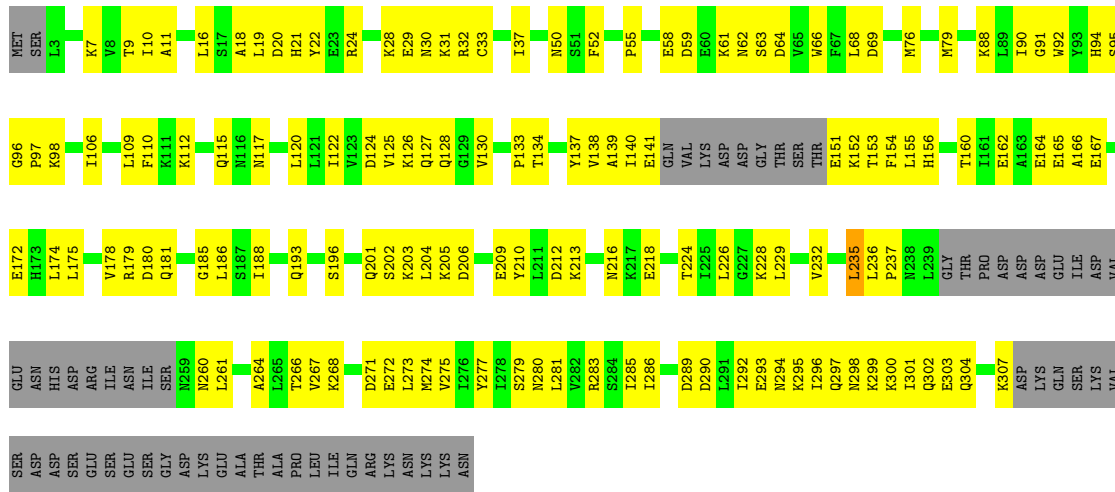 MET SER L3 K7 V8 T9 I10 A11 L16 S17 A18 L19 D20 H21 Y22 E23 R24 K28 E29 N30 K31 R32 C33 I37 N50 S51 F52 P55 E58 D59 E60 K61 N62 S63 D64 V65 W66 F67 L68 D69 M76 M79 K88 L89 I90 G91 W92 Y93 H94 S95
G96 P97 K98 I106 L109 F110 K111 K112 Q115 N116 N117 L120 L121 I122 V123 D124 V125 K126 Q127 Q128 G129 V130 P133 T134 Y137 V138 A139 I140 E141 GLN VAL LYS ASP ASP GLY THR SER THR E151 K152 T153 F154 L155 H156 T160 I161 E162 A163 E164 E165 A166 E167
E172 H173 L174 L175 V178 R179 D180 Q181 G185 L186 S187 I188 Q193 S196 Q201 S202 K203 L204 K205 D206 E209 Y210 L211 D212 K213 N216 K217 E218 T224 I225 L226 G227 K228 L229 V232 L235 L236 P237 N238 L239 GLY THR PRO ASP ASP ASP GLU ILE ASP VAL
GLU ASN HIS ASP ARG ILE ASN ILE SER N259 N260 L261 A264 L265 T266 V267 K268 D271 E272 L273 M274 V275 I276 Y277 I278 S279 N280 L281 V282 R283 S284 I285 I286 D289 D290 L291 I292 E293 N294 K295 I296 Q297 N298 K299 K300 I301 Q302 E303 Q304 K307 ASP LYS GLN SER LYS VAL
SER ASP ASP SER GLU SER GLU SER GLY ASP LYS GLU ALA THR ALA PRO LEU ILE GLN ARG LYS ASN LYS LYS ASN